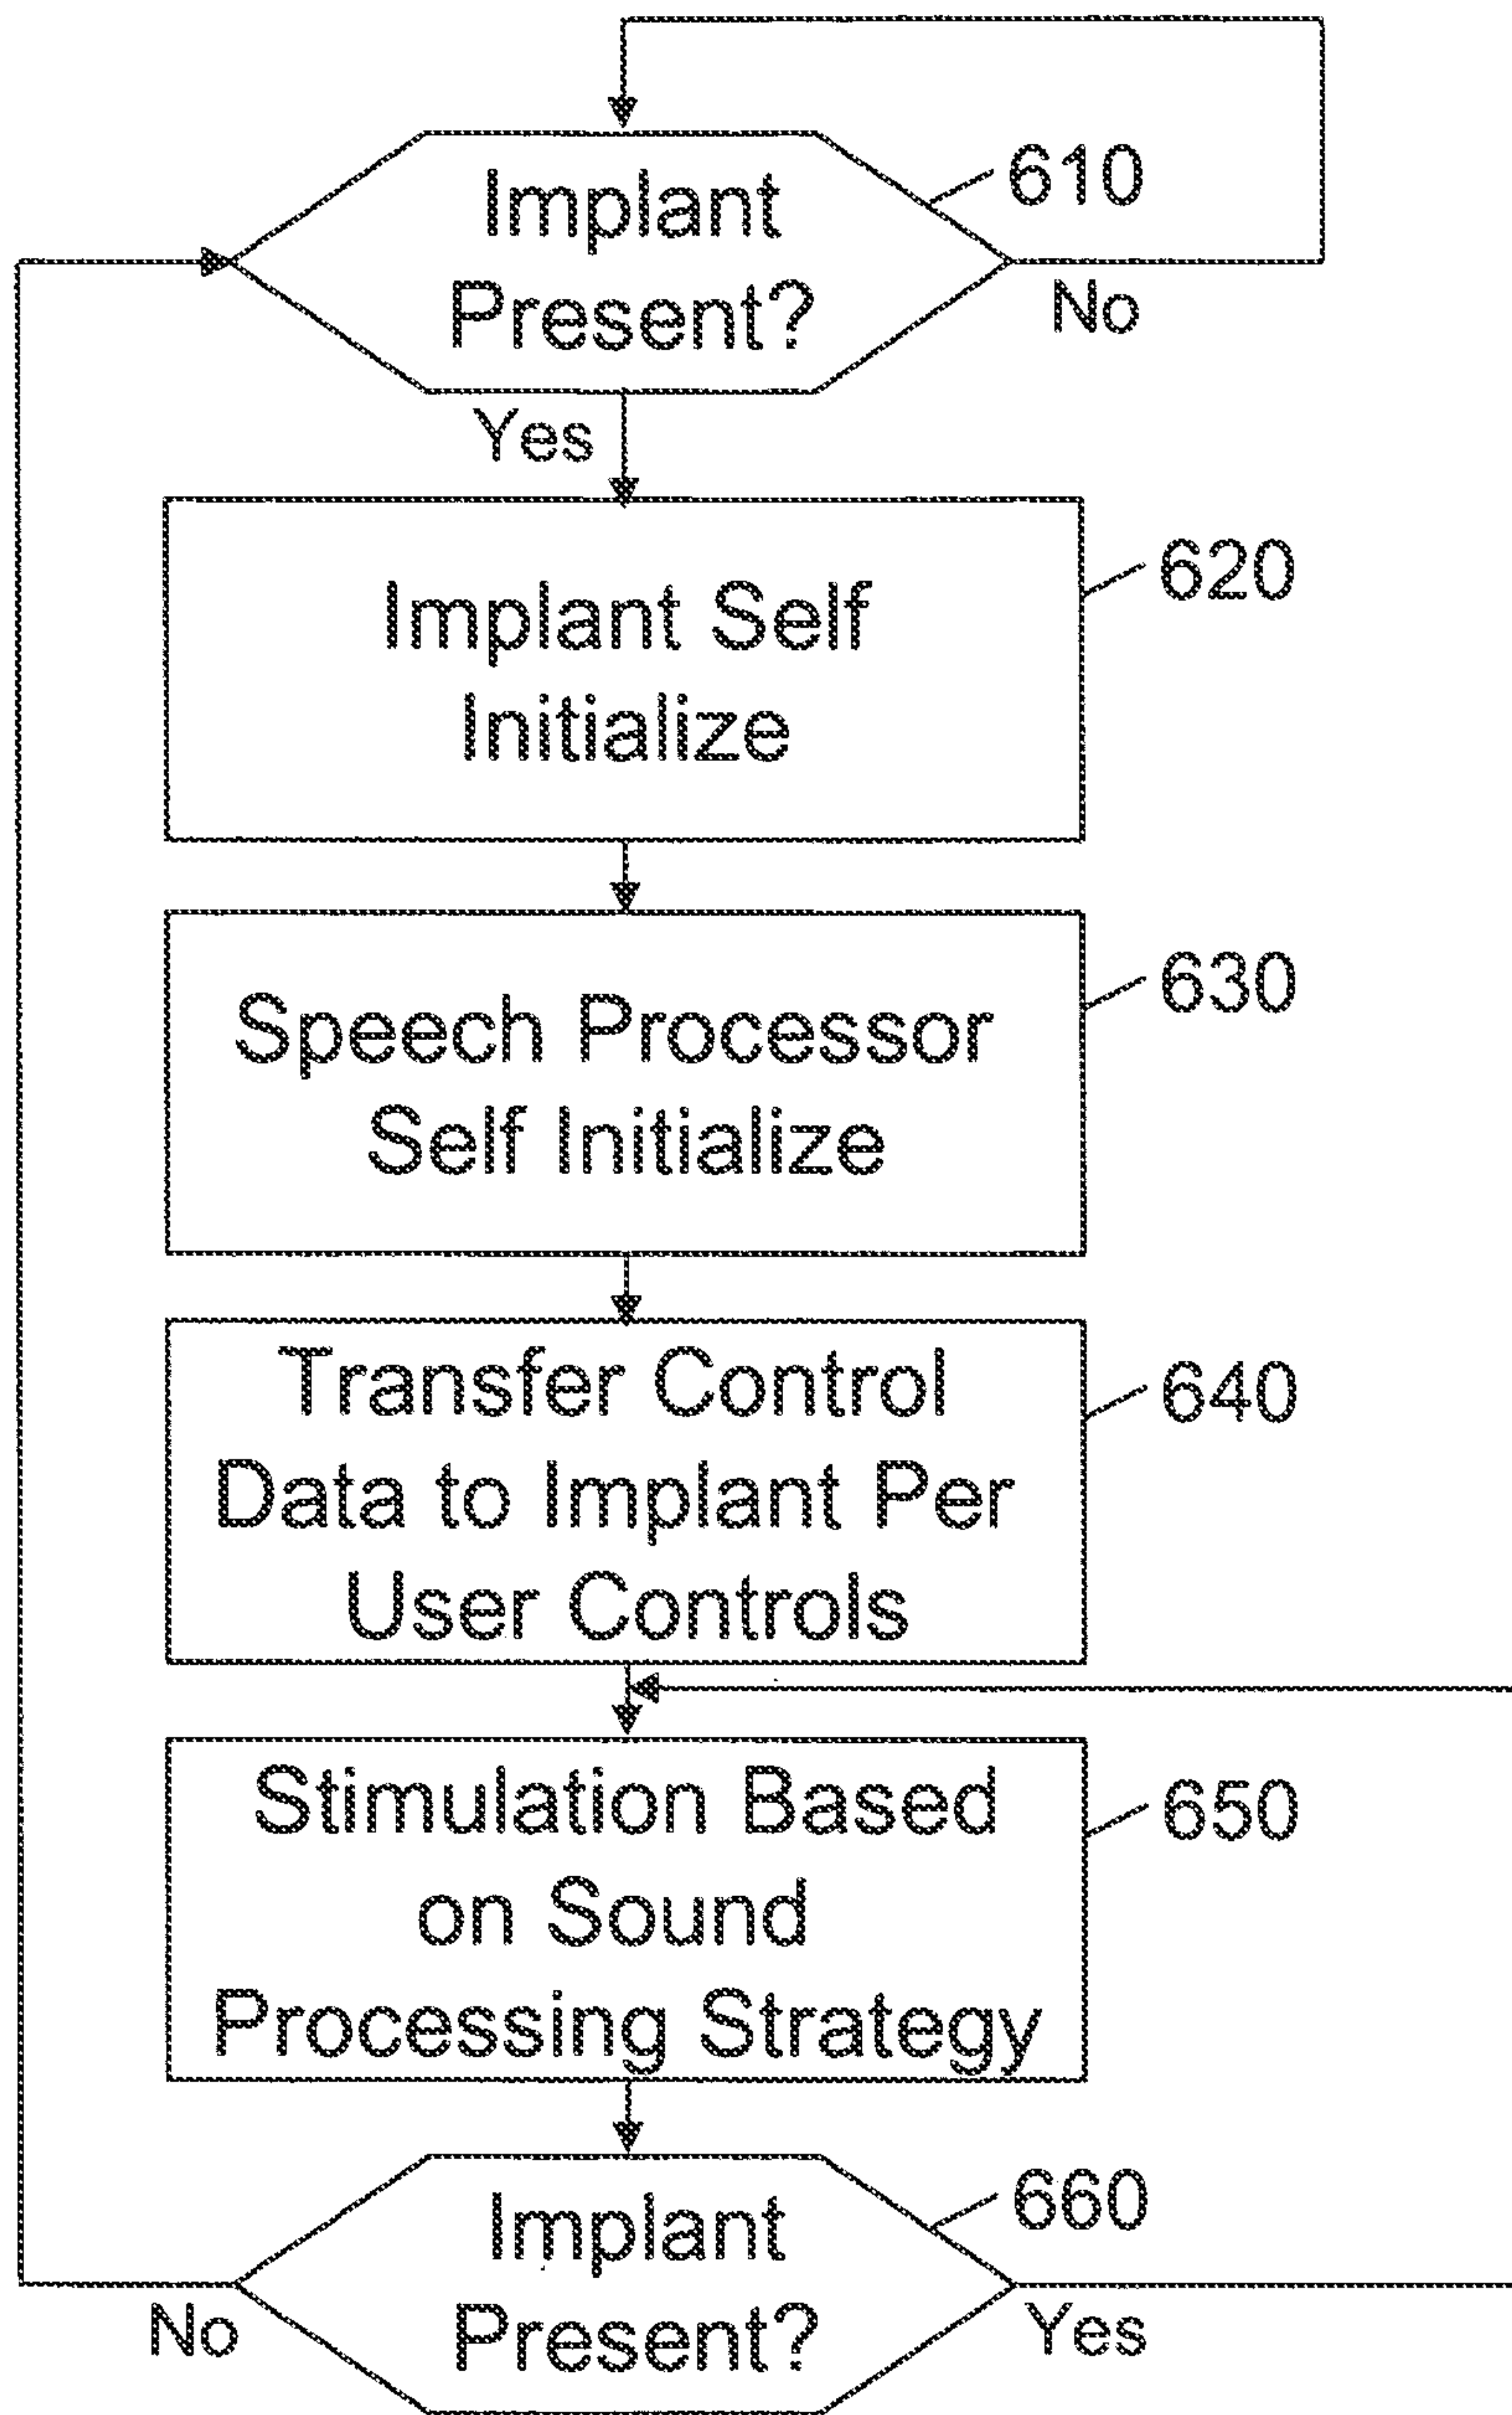 Implant
Present?
610
No
Yes
Implant Self
Initialize
620
Speech Processor
Self Initialize
630
Transfer Control
Data to Implant Per
User Controls
640
Stimulation Based
on Sound
Processing Strategy
650
Implant
Present?
660
No
Yes